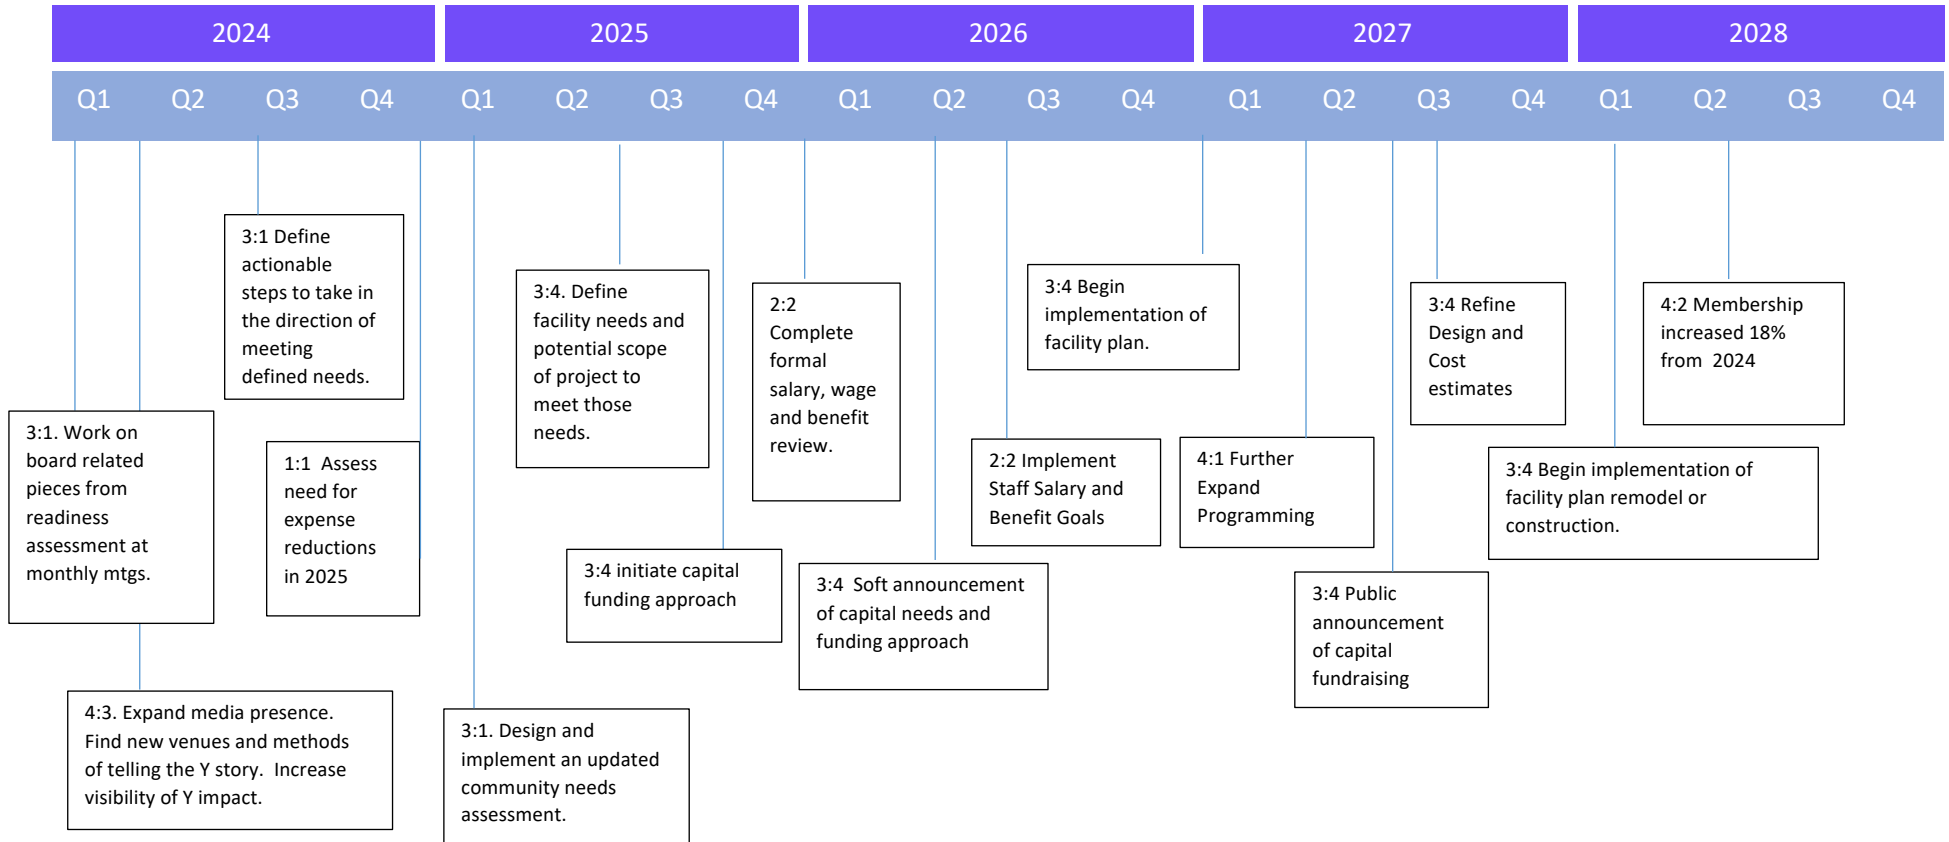 2024
2025
2026
2027
2028
Q1 Q2 Q3 Q4 Q1 Q2 Q3 Q4 Q1 Q2 Q3 Q4 Q1 Q2 Q3 Q4 Q1 Q2 Q3 Q4
3:1. Work on
board related
pieces from
readiness
assessment at
monthly mtgs.
4:3. Expand media presence.
Find new venues and methods
of telling the Y story.  Increase
visibility of Y impact.
3:1 Define
actionable
steps to take in
the direction of
meeting
defined needs.
1:1  Assess
need for
expense
reductions
in 2025
3:1. Design and
implement an updated
community needs
assessment.
3:4. Define
facility needs and
potential scope
of project to
meet those
needs.
3:4 initiate capital
funding approach
2:2
Complete
formal
salary, wage
and benefit
review.
3:4  Soft announcement
of capital needs and
funding approach
2:2 Implement
Staff Salary and
Benefit Goals
3:4 Begin
implementation of
facility plan.
4:1 Further
Expand
Programming
3:4 Public
announcement
of capital
fundraising
3:4 Refine
Design and
Cost
estimates
3:4 Begin implementation of
facility plan remodel or
construction.
4:2 Membership
increased 18%
from  2024